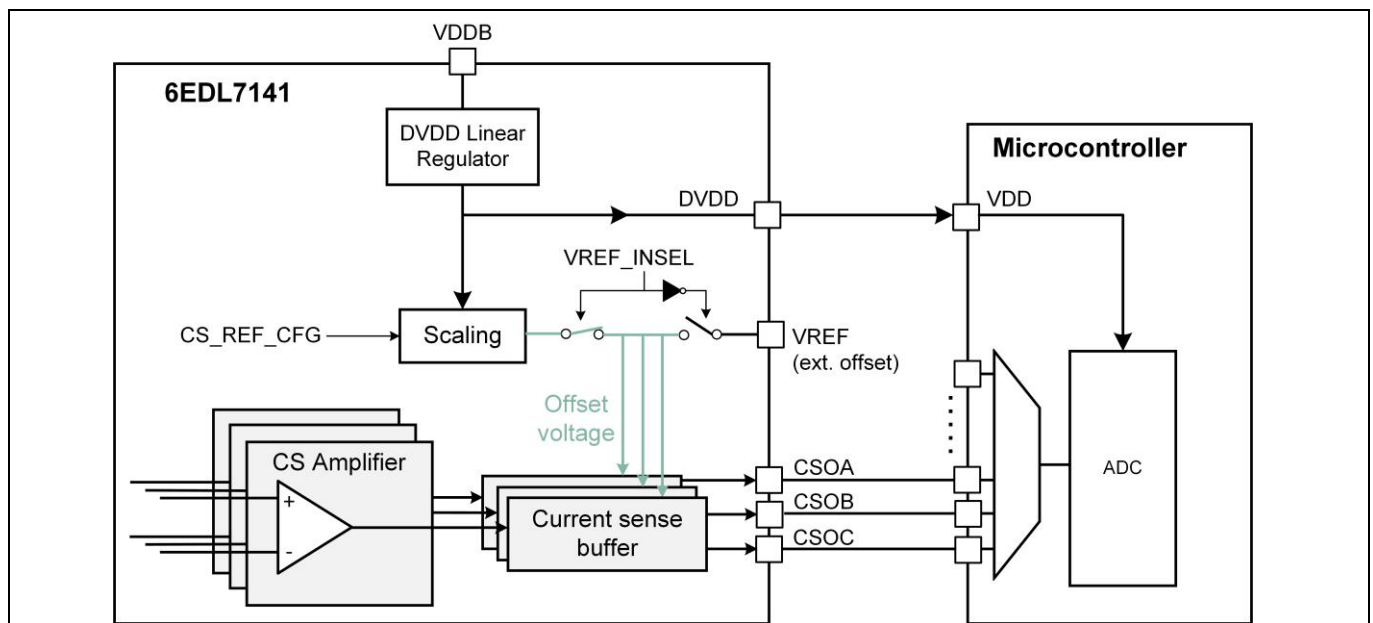 VDDB
6EDL7141
DVDD Linear
Regulator
Microcontroller
DVDD
VDD
VREF_INSEL
CS_REF_CFG
Scaling
VREF
(ext. offset)
Offset
voltage
CS Amplifier
+
-
Current sense
buffer
CSOA
CSOB
CSOC
ADC